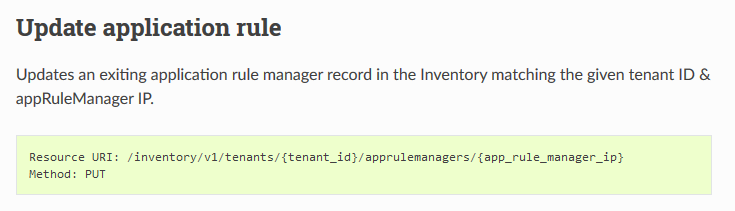 Update application rule
Updates an exiting application rule manager record in the Inventory matching the given tenant ID &
appRuleManager IP.
Resource URI: /inventory/v1/tenants/{tenant_id}/apprulemanagers/{app_rule_manager_ip}
Method: PUT